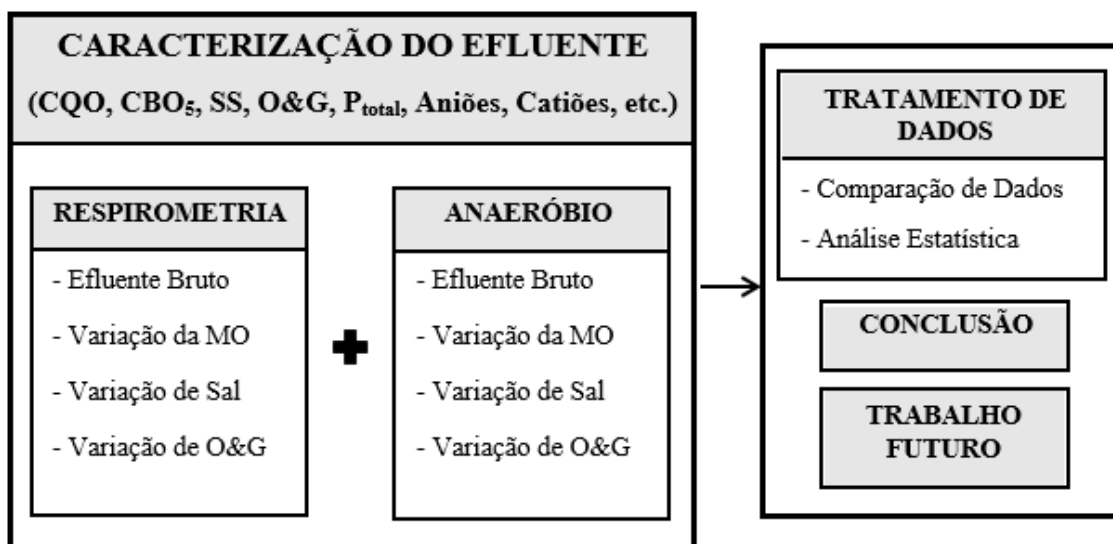 CARACTERIZAÇÃO DO EFLUENTE
(CQO, CBO₅, SS, O&G, Pₜₒₜₐₗ, Aniões, Catiões, etc.)
RESPIROMETRIA
- Efluente Bruto
- Variação da MO
- Variação de Sal
- Variação de O&G
ANAERÓBIO
- Efluente Bruto
- Variação da MO
- Variação de Sal
- Variação de O&G
TRATAMENTO DE
DADOS
- Comparação de Dados
- Análise Estatística
CONCLUSÃO
TRABALHO
FUTURO